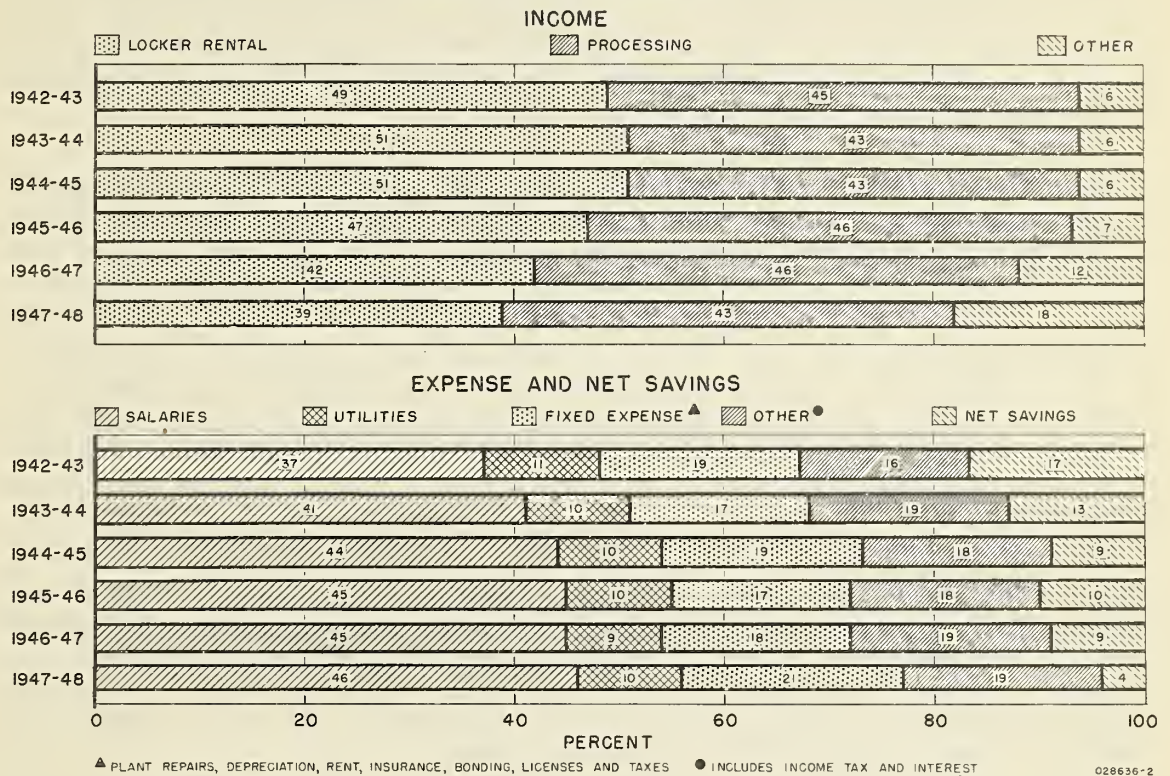 INCOME
LOCKER RENTAL PROCESSING OTHER
1942-43 49 45 6
1943-44 51 43 6
1944-45 51 43 6
1945-46 47 46 7
1946-47 42 46 12
1947-48 39 43 18
EXPENSE AND NET SAVINGS
SALARIES UTILITIES FIXED EXPENSE▲ OTHER● NET SAVINGS
1942-43 37 11 19 16 17
1943-44 41 10 17 19 13
1944-45 44 10 19 18 9
1945-46 45 10 17 18 10
1946-47 45 9 18 19 9
1947-48 46 10 21 19 4
0 20 40 60 80 100
PERCENT
▲ PLANT REPAIRS, DEPRECIATION, RENT, INSURANCE, BONDING, LICENSES AND TAXES ● INCLUDES INCOME TAX AND INTEREST
028636-2